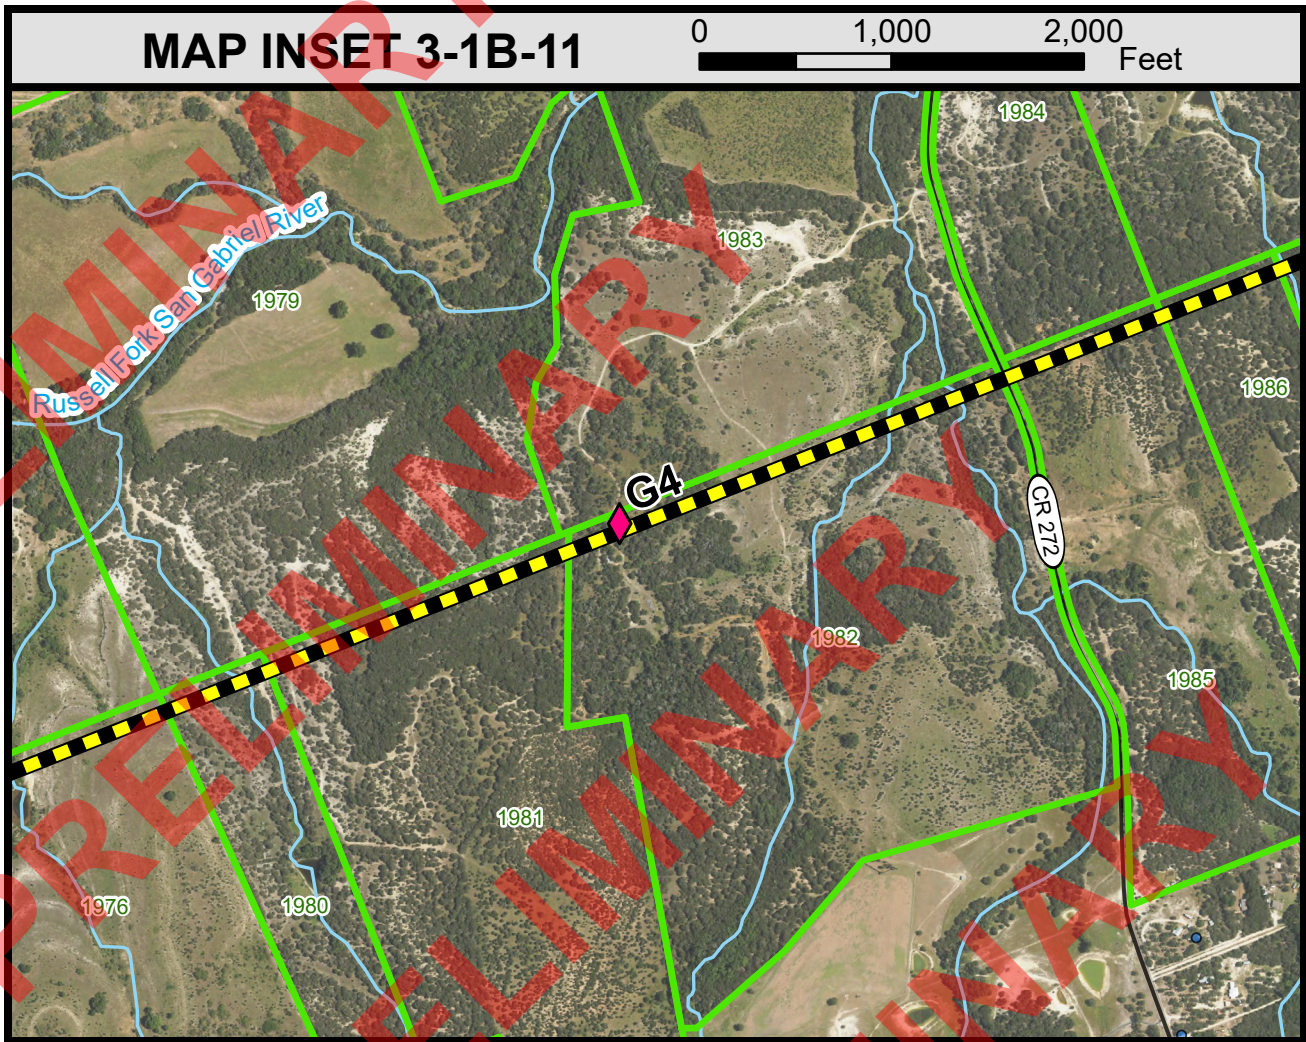 MAP INSET 3-1B-11
0 1,000 2,000
Feet
1984
Russell Fork San Gabriel River
1983
1979
1986
G4
CR 272
1982
1985
1981
1976
1980
PRELIMINARY
PRELIMINARY
PRELIMINARY